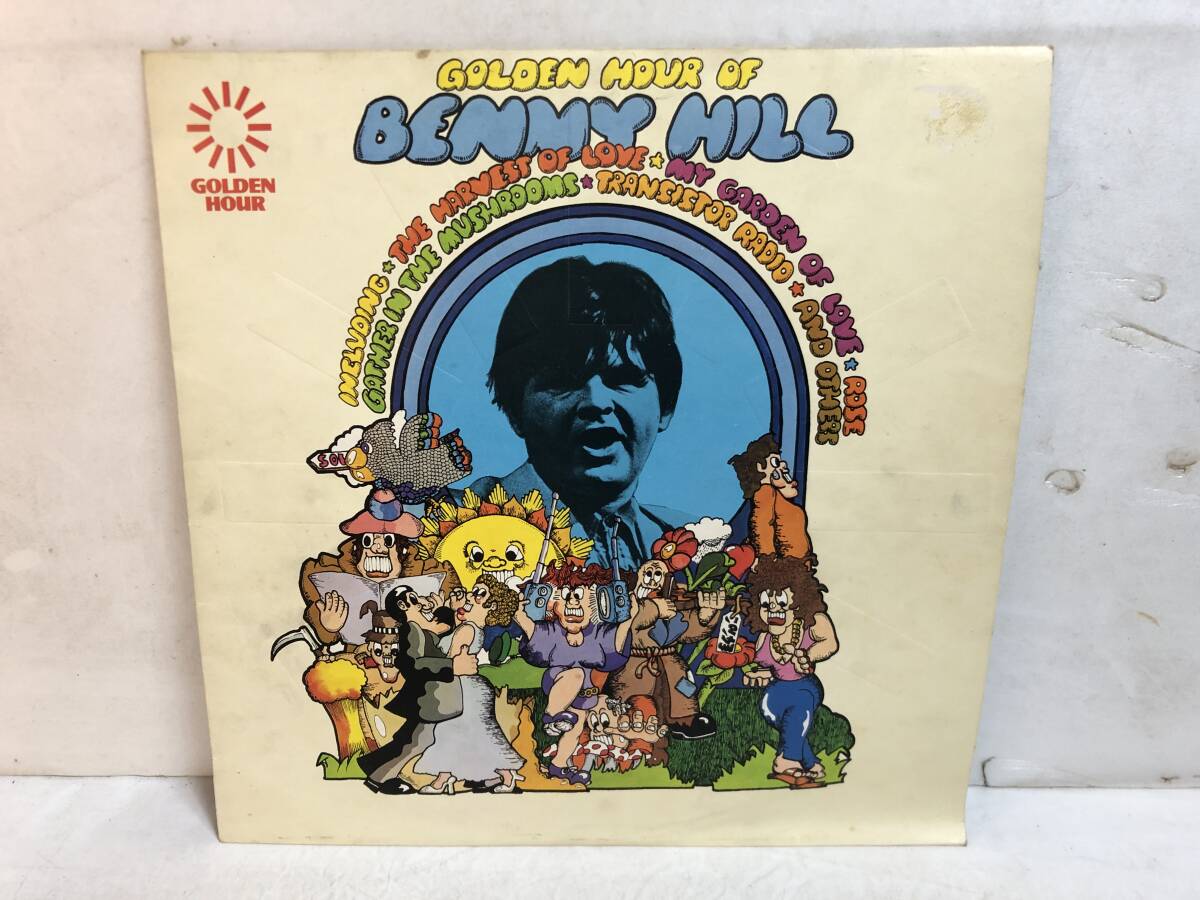 GOLDEN HOUR OF
BENNY HILL
GOLDEN
HOUR
INCLUDING ★ THE HARVEST OF LOVE ★ MY GARDEN OF LOVE ★ ROSE
GATHER IN THE MUSHROOMS ★ TRANSISTOR RADIO ★ AND OTHERS